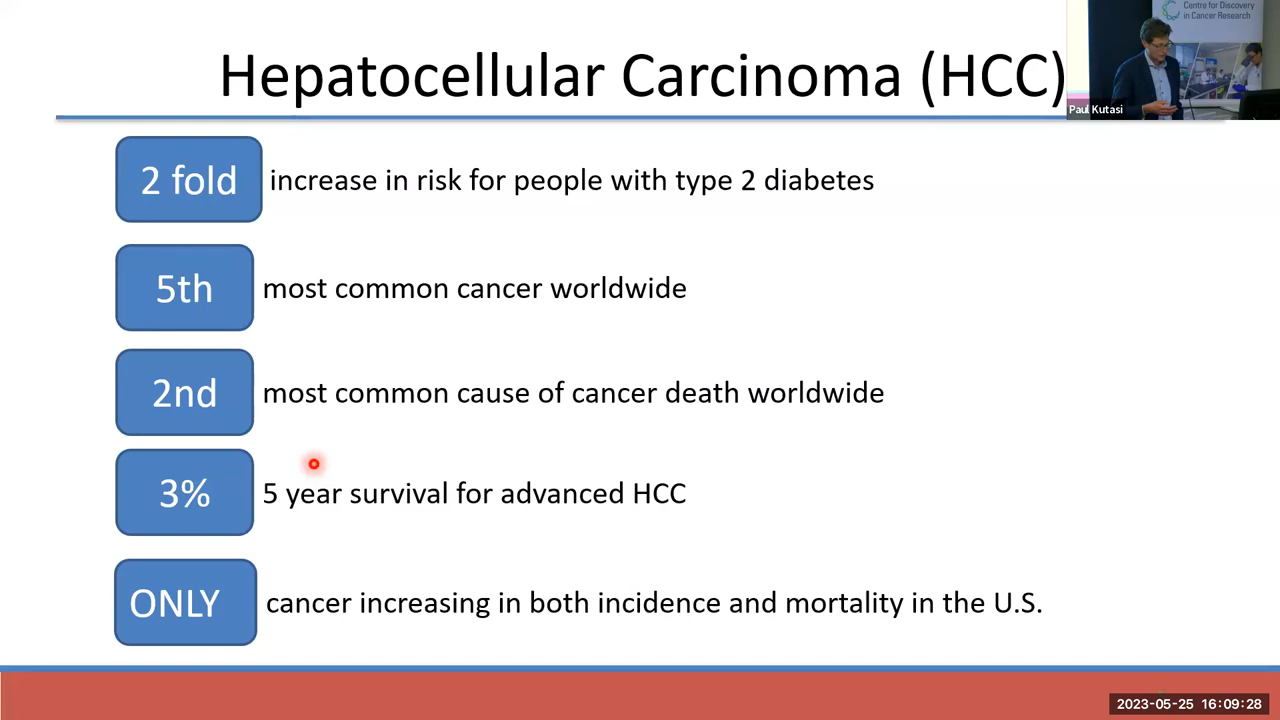 Hepatocellular Carcinoma (HCC)
Centre for Discovery
in Cancer Research
Paul Kutasi
2 fold increase in risk for people with type 2 diabetes
5th most common cancer worldwide
2nd most common cause of cancer death worldwide
3% 5 year survival for advanced HCC
ONLY cancer increasing in both incidence and mortality in the U.S.
2023-05-25 16:09:28